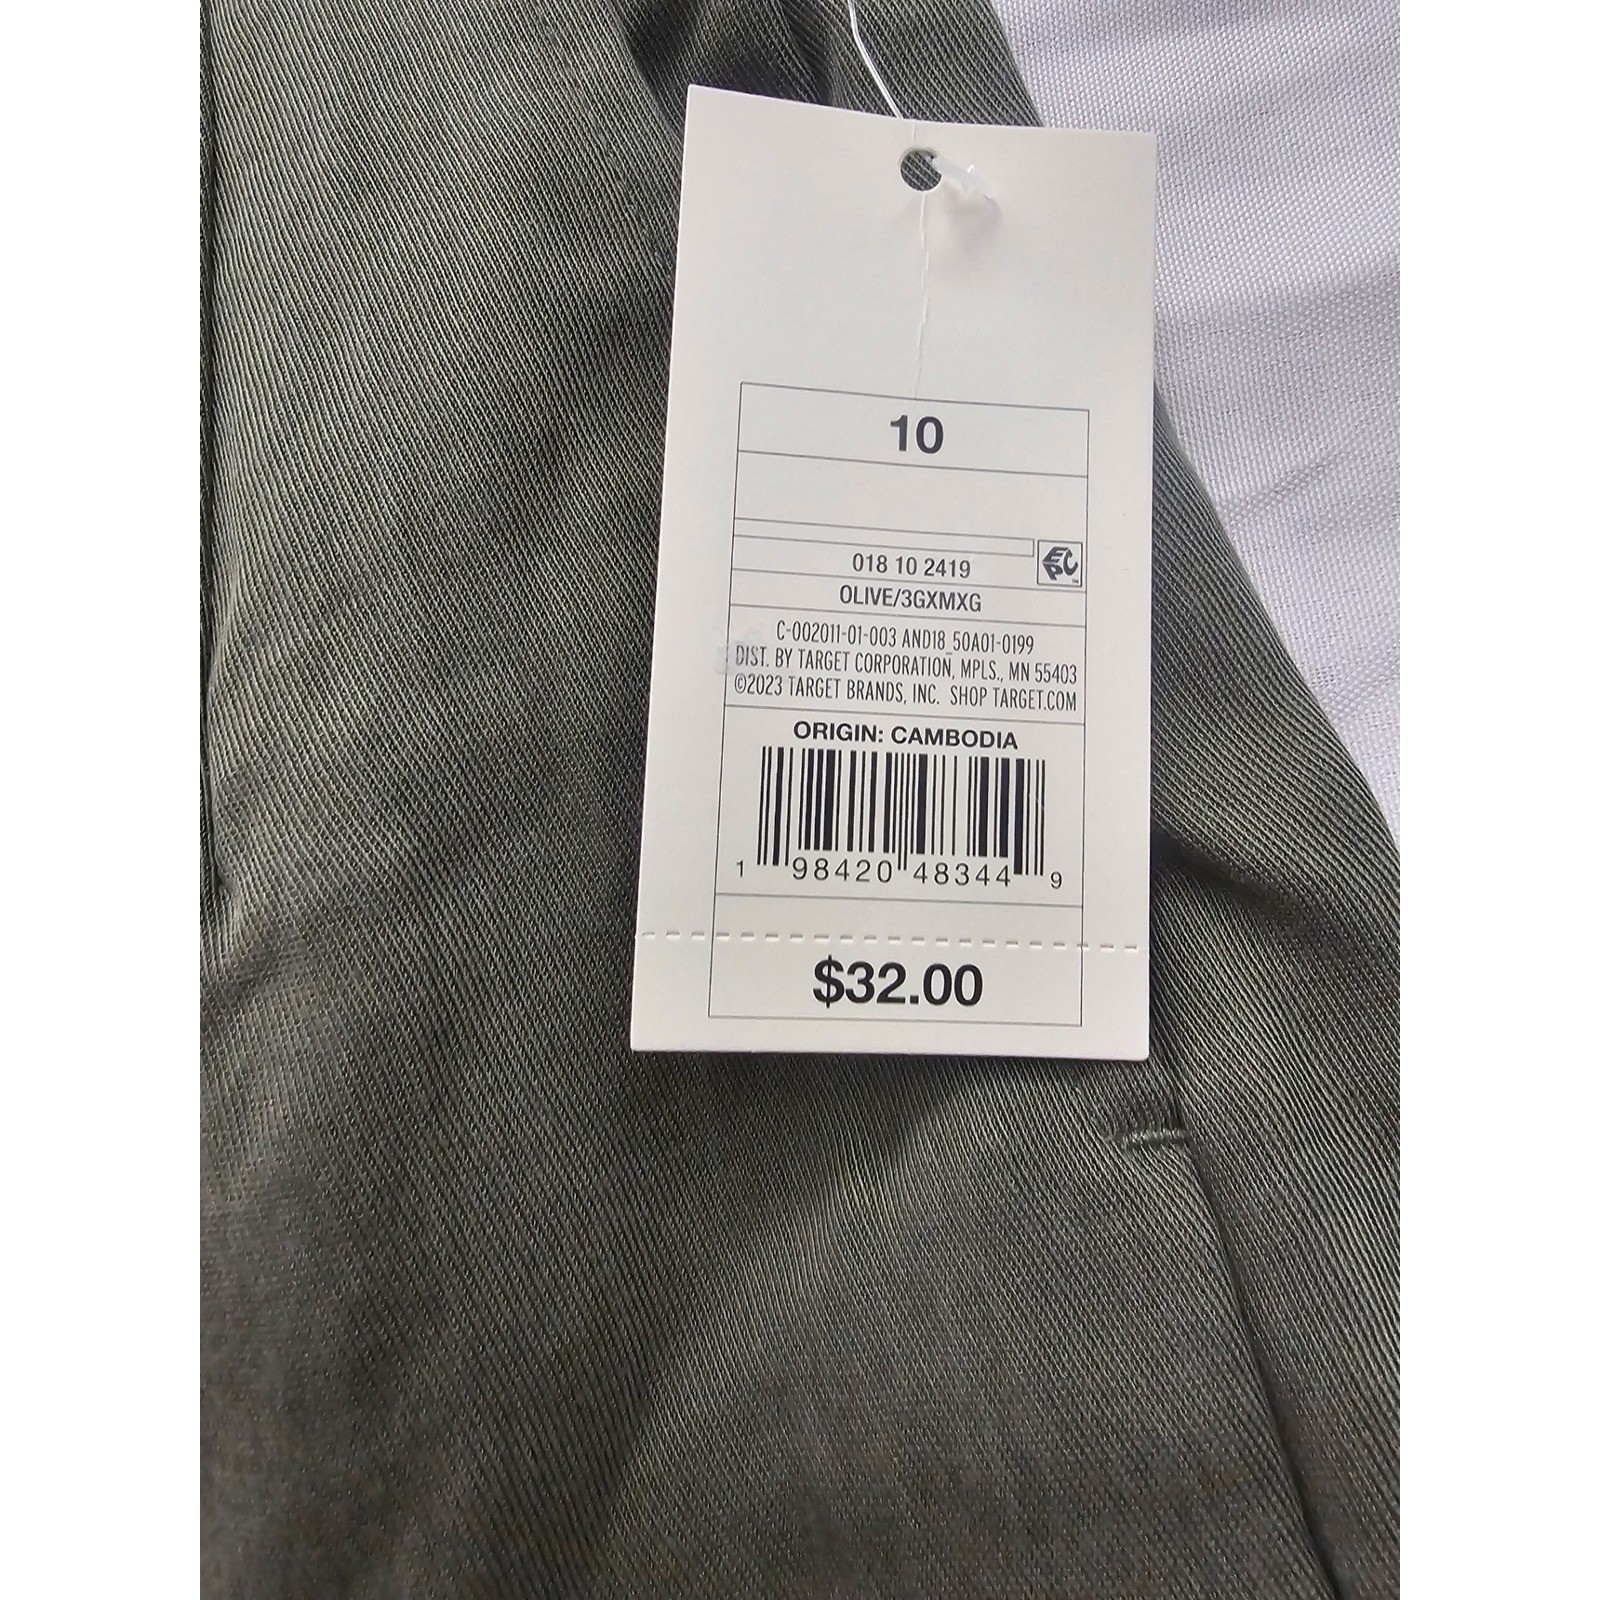 10
018 10 2419
EPC
OLIVE/3GXMXG
C-002011-01-003 AND18_50A01-0199
DIST. BY TARGET CORPORATION, MPLS., MN 55403
©2023 TARGET BRANDS, INC. SHOP TARGET.COM
ORIGIN: CAMBODIA
1 98420 48344 9
$32.00